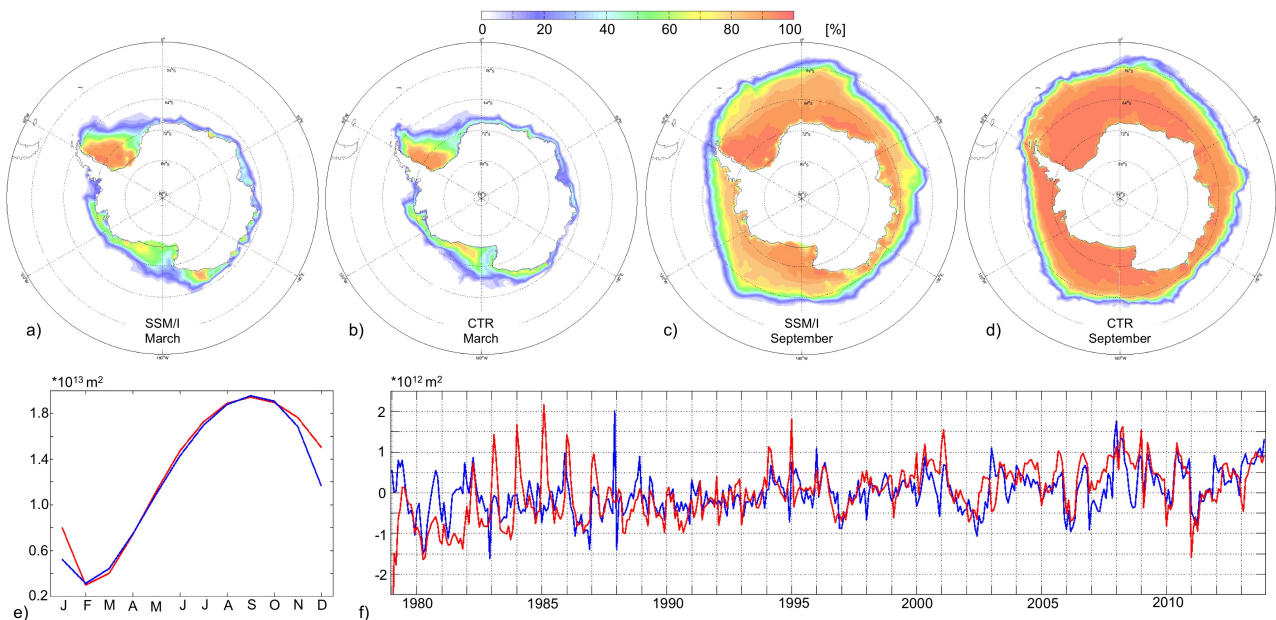 0 20 40 60 80 100 [%]
a) SSM/I
March
b) CTR
March
c) SSM/I
September
d) CTR
September
*10¹³ m²
1.8
1.4
1.0
0.6
0.2
J F M A M J J A S O N D
e)
*10¹² m²
2
1
0
-1
-2
1980 1985 1990 1995 2000 2005 2010
f)